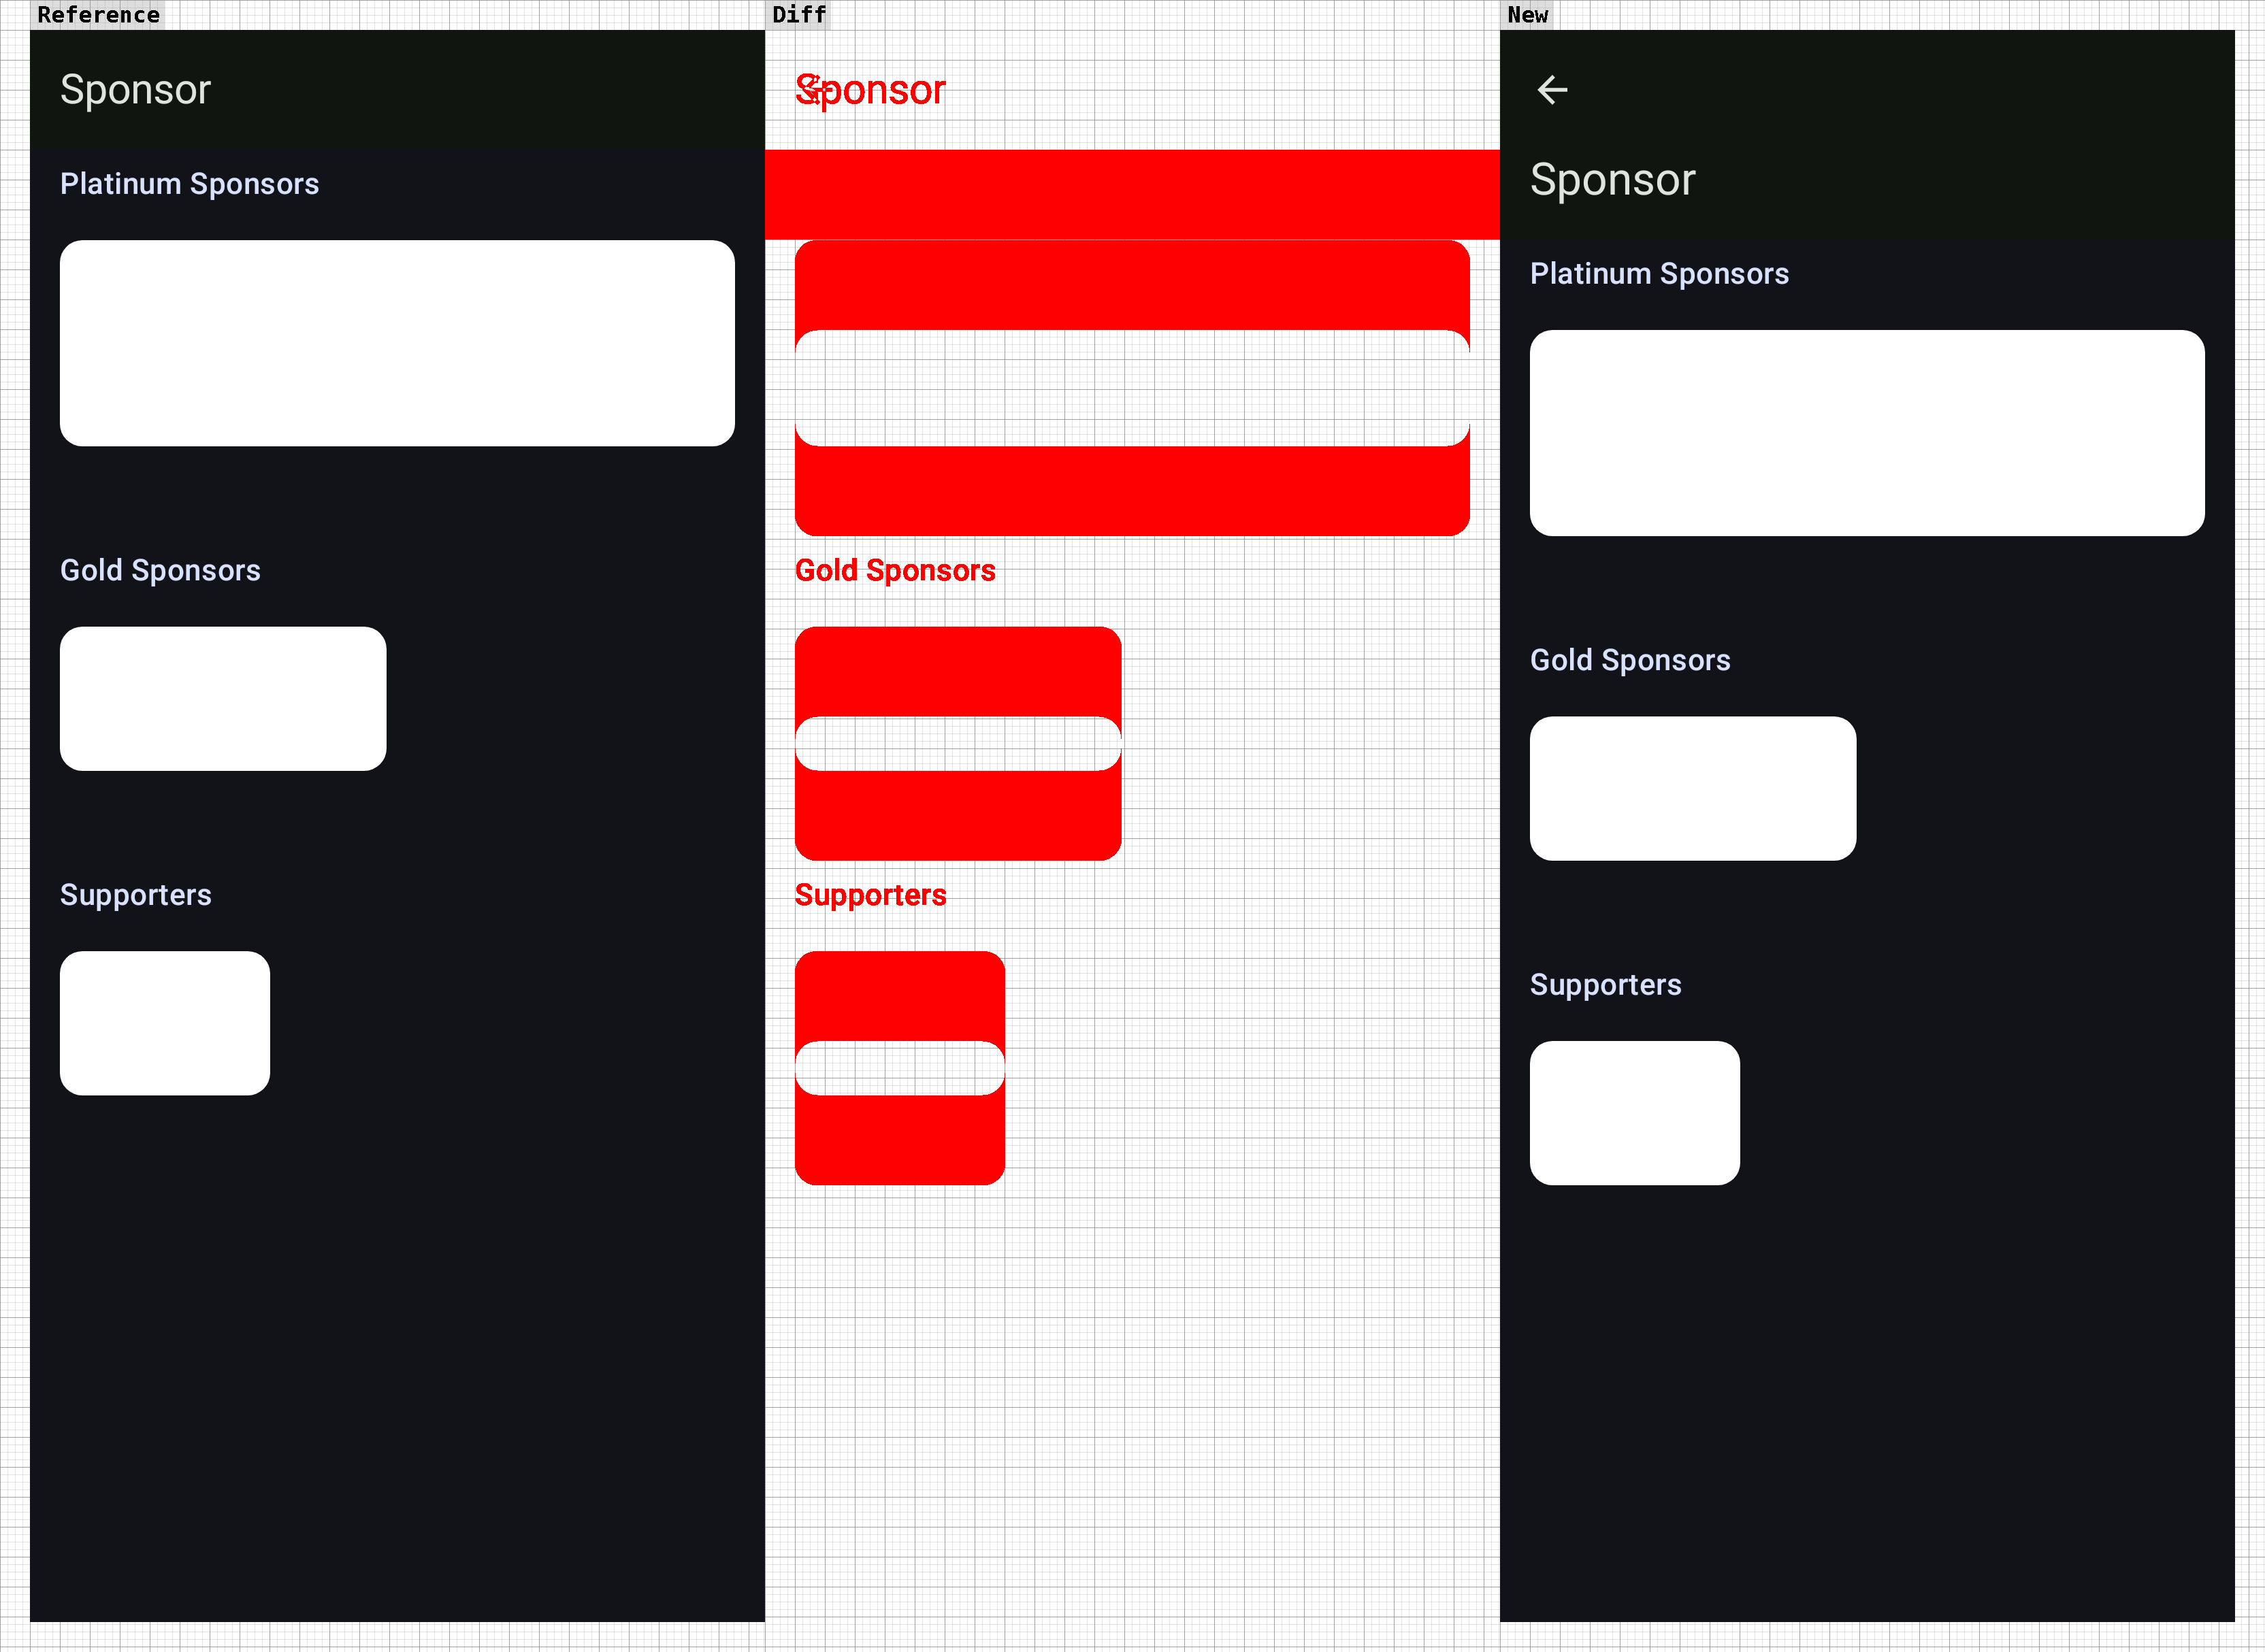 Reference
Sponsor
Platinum Sponsors
Gold Sponsors
Supporters
Diff
Sponsor
Gold Sponsors
Supporters
New
Sponsor
Platinum Sponsors
Gold Sponsors
Supporters